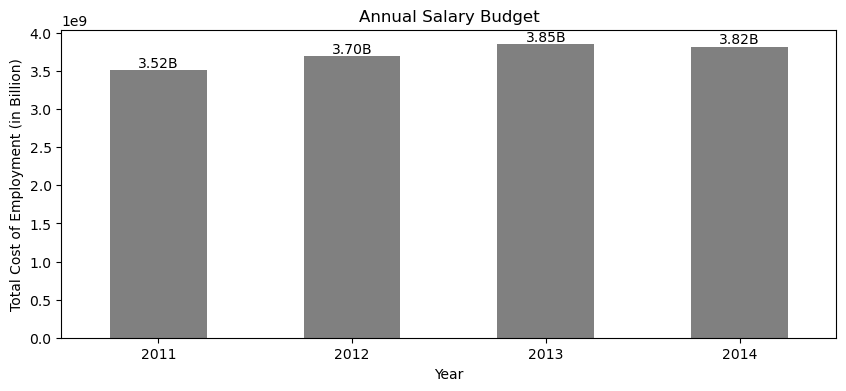 Annual Salary Budget
1e9
4.0
3.5
3.0
2.5
2.0
1.5
1.0
0.5
0.0
Total Cost of Employment (in Billion)
3.52B
3.70B
3.85B
3.82B
2011
2012
2013
2014
Year